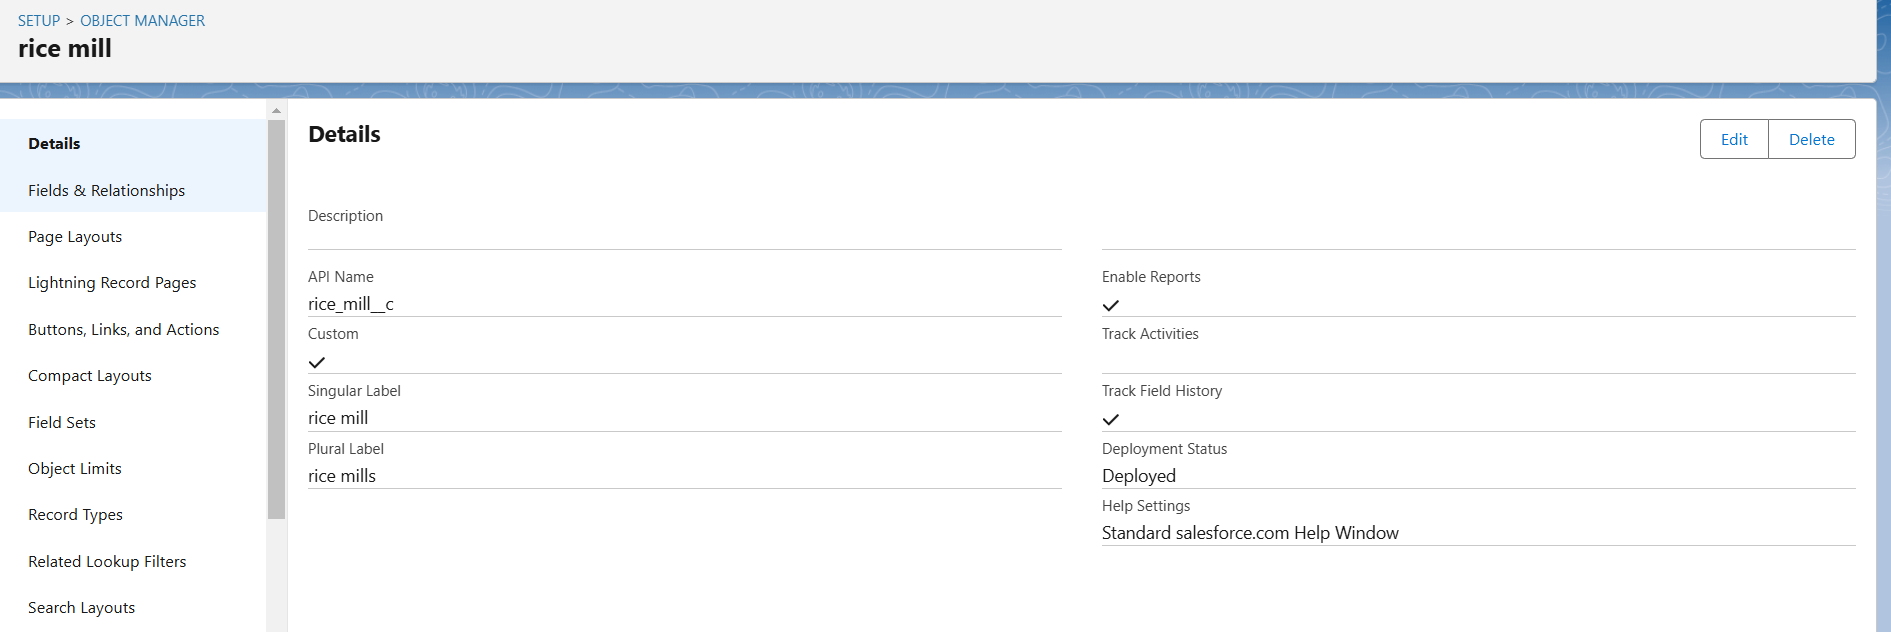 SETUP > OBJECT MANAGER
rice mill
Details
Fields & Relationships
Page Layouts
Lightning Record Pages
Buttons, Links, and Actions
Compact Layouts
Field Sets
Object Limits
Record Types
Related Lookup Filters
Search Layouts
Details
Edit
Delete
Description
API Name
rice_mill__c
Custom
Singular Label
rice mill
Plural Label
rice mills
Enable Reports
Track Activities
Track Field History
Deployment Status
Deployed
Help Settings
Standard salesforce.com Help Window